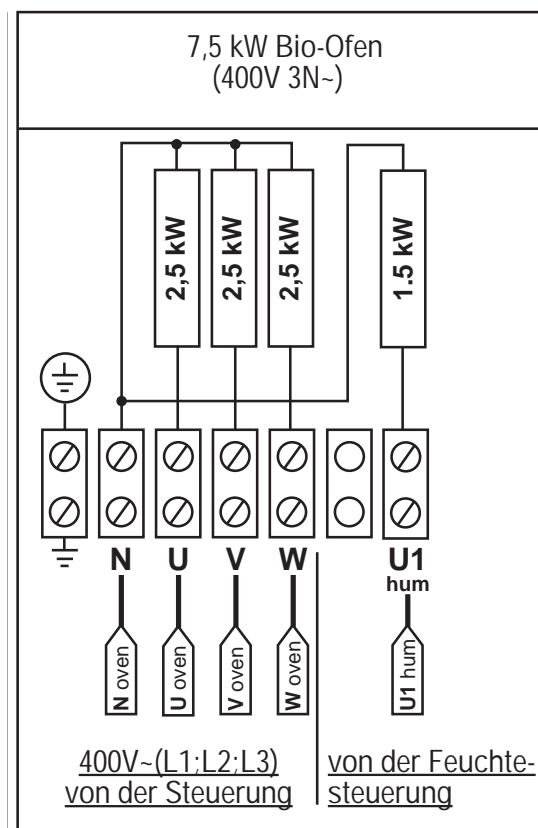 7,5 kW Bio-Ofen
(400V 3N~)
2,5 kW
2,5 kW
2,5 kW
1.5 kW
N U V W U1
hum
N oven
U oven
V oven
W oven
U1 hum
400V~(L1;L2;L3)
von der Steuerung
von der Feuchte-
steuerung